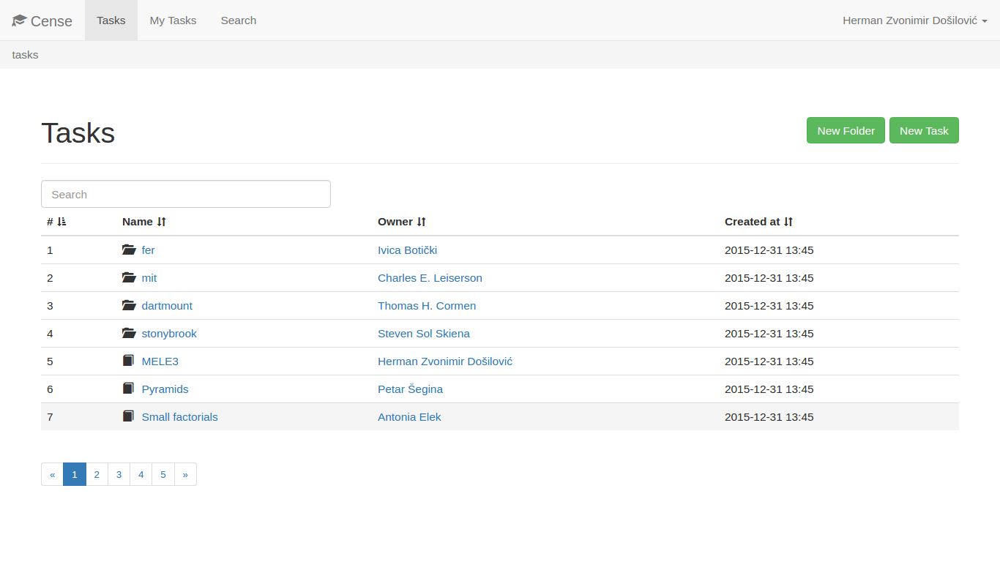 Cense Tasks My Tasks Search Herman Zvonimir Došilović
tasks
Tasks New Folder New Task
Search
# Name Owner Created at
1 fer Ivica Botički 2015-12-31 13:45
2 mit Charles E. Leiserson 2015-12-31 13:45
3 dartmount Thomas H. Cormen 2015-12-31 13:45
4 stonybrook Steven Sol Skiena 2015-12-31 13:45
5 MELE3 Herman Zvonimir Došilović 2015-12-31 13:45
6 Pyramids Petar Šegina 2015-12-31 13:45
7 Small factorials Antonia Elek 2015-12-31 13:45
« 1 2 3 4 5 »